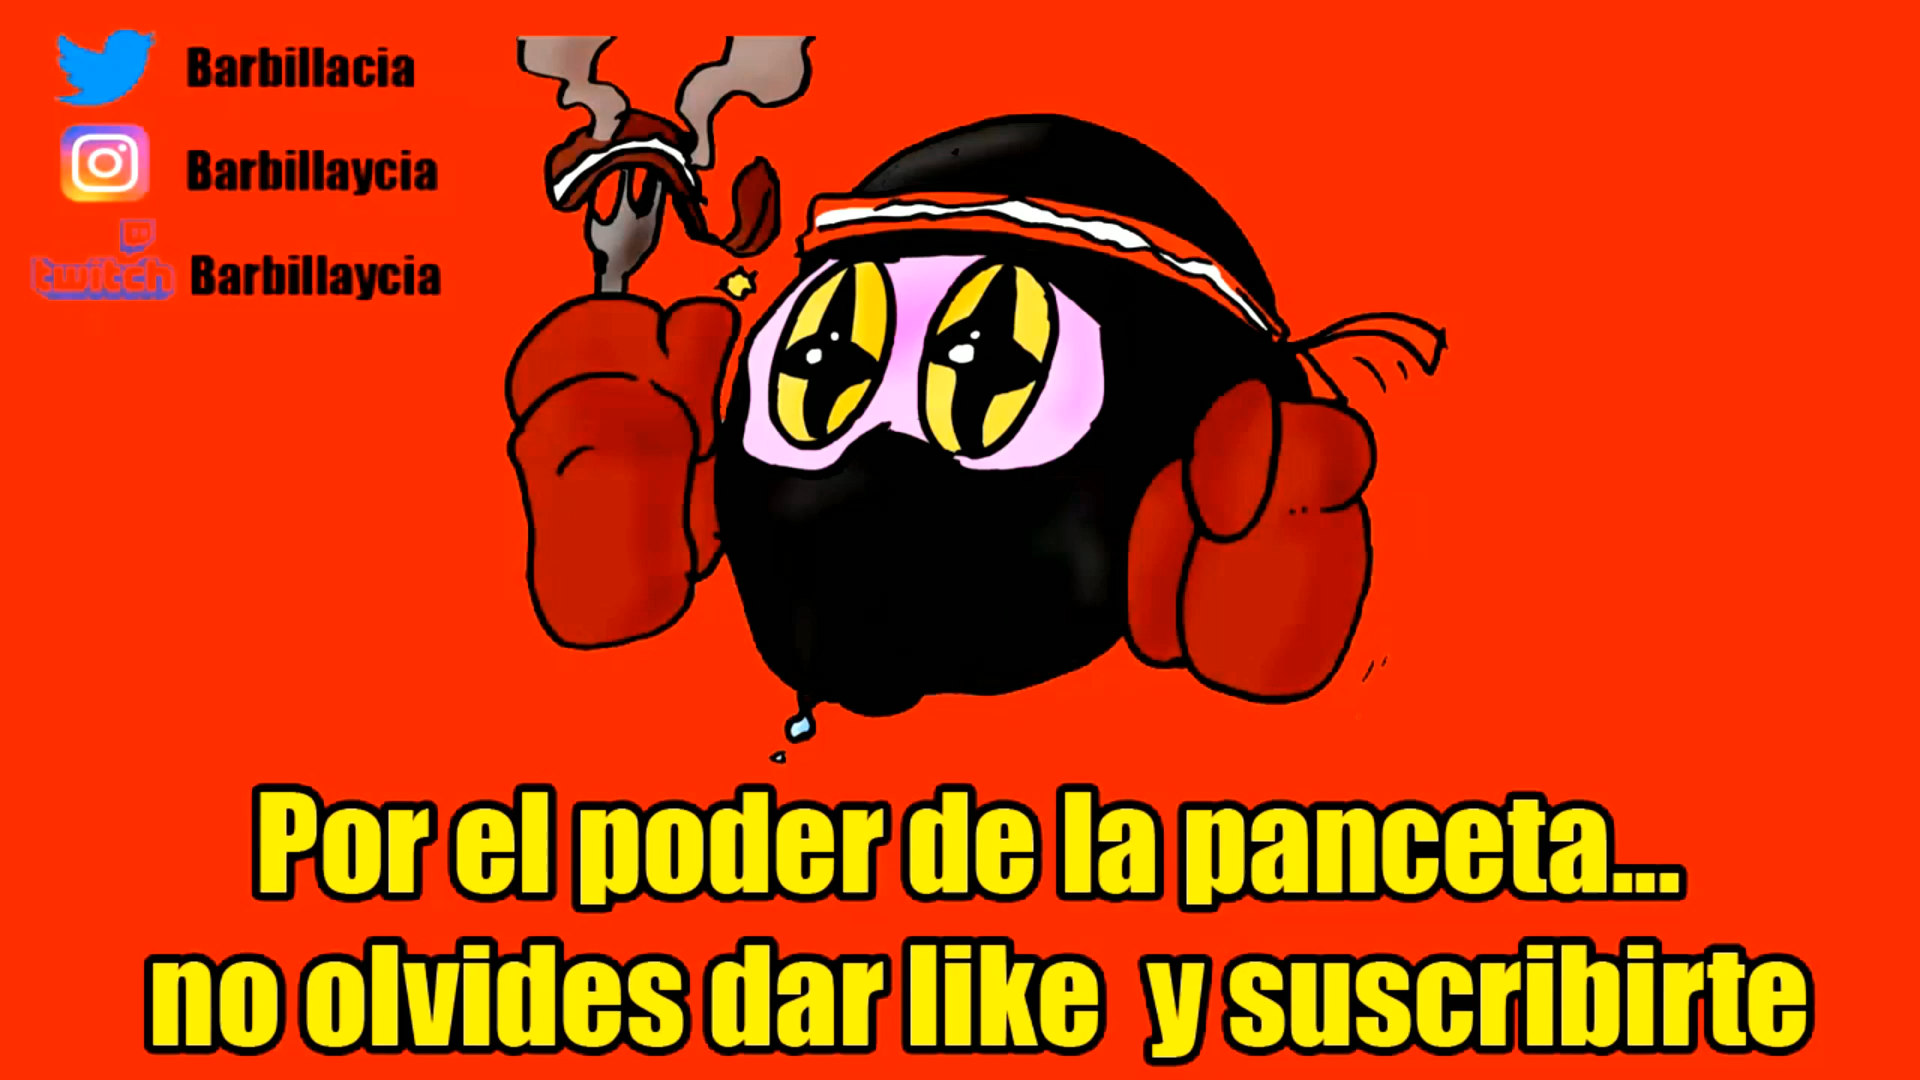 Barbillacia
Barbillaycia
twitch Barbillaycia
Por el poder de la panceta...
no olvides dar like y suscribirte